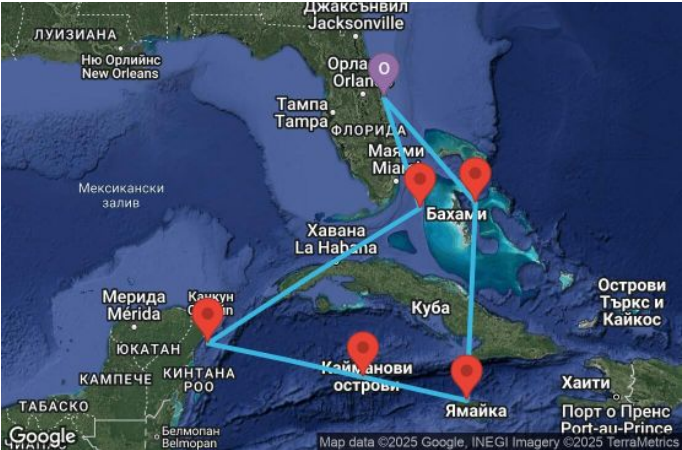 Джаксънвил
Jacksonville
ЛУИЗИАНА
Ню Орлийнс
New Orleans
Орла
Orlan
O
Тампа
Tampa
ФЛОРИДА
Маями
Miami
Мексикански
залив
Бахами
Хавана
La Habana
Мерида
Mérida
Канкун
Куба
Острови
Търкс и
Кайкос
ЮКАТАН
КАМПЕЧЕ
КИНТАНА
РОО
Кайманови
острови
Хаити
ТАБАСКО
Ямайка
Порт о Пренс
Port-au-Prince
Белмопан
Belmopan
Google
Map data ©2025 Google, INEGI Imagery ©2025 TerraMetrics